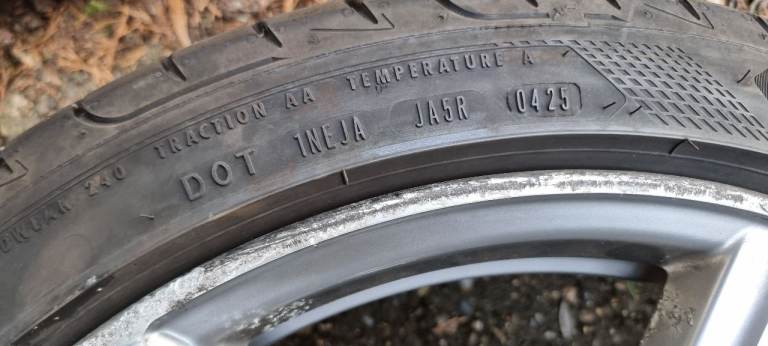 240 TRACTION AA TEMPERATURE A
DOT 1NEJA JA5R 0425